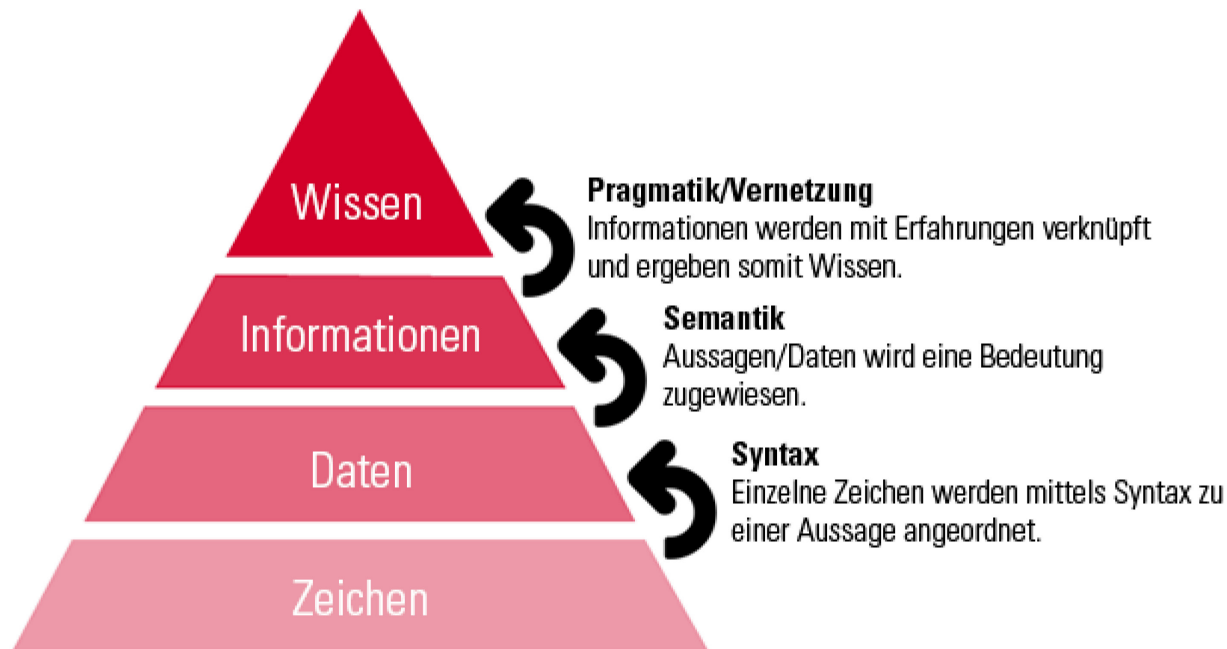 Wissen
Pragmatik/Vernetzung
Informationen werden mit Erfahrungen verknüpft
und ergeben somit Wissen.
Informationen
Semantik
Aussagen/Daten wird eine Bedeutung
zugewiesen.
Daten
Syntax
Einzelne Zeichen werden mittels Syntax zu
einer Aussage angeordnet.
Zeichen